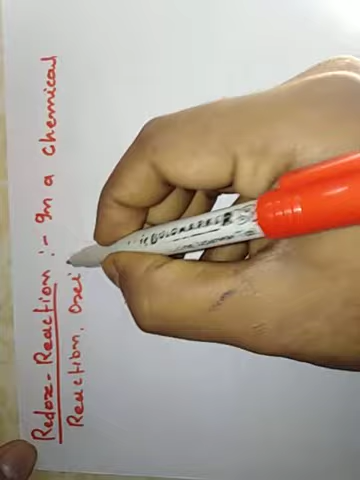 Redox-Reaction :- In a chemical
Reaction, Oxi